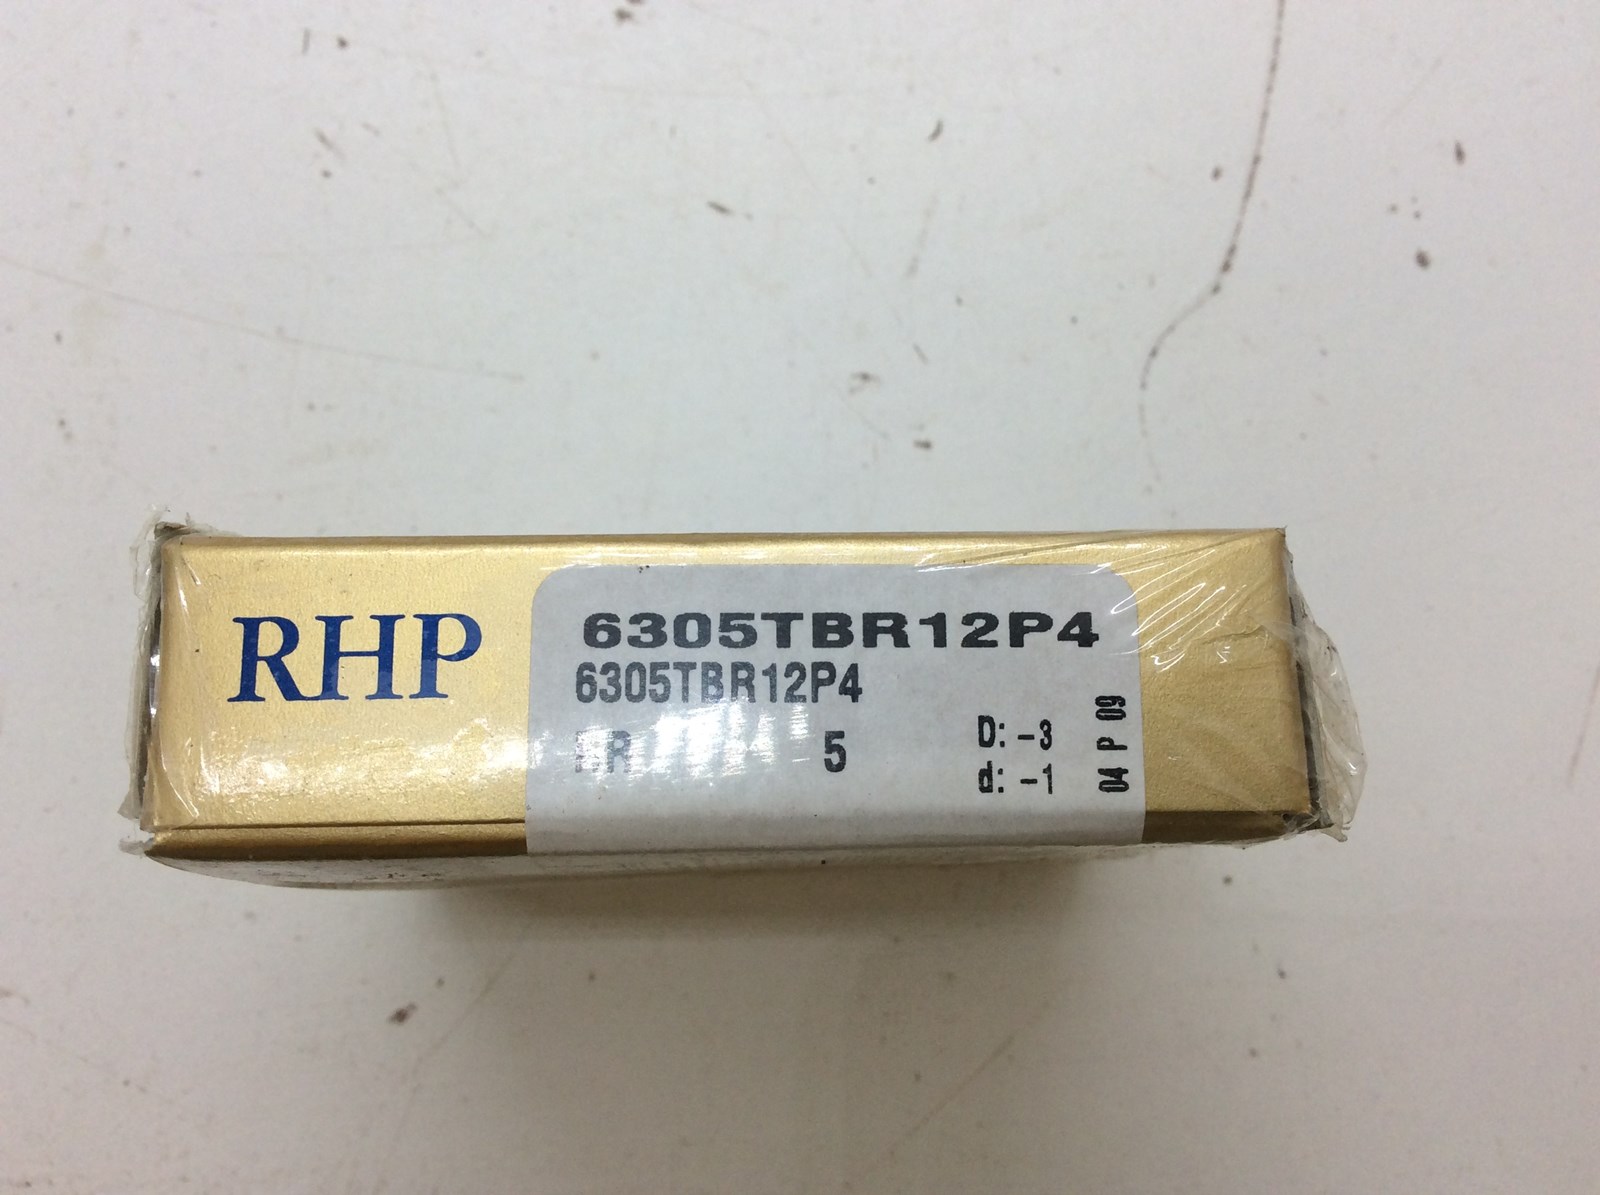 RHP
6305TBR12P4
6305TBR12P4
5
D: -3
d: -1
04 P 09